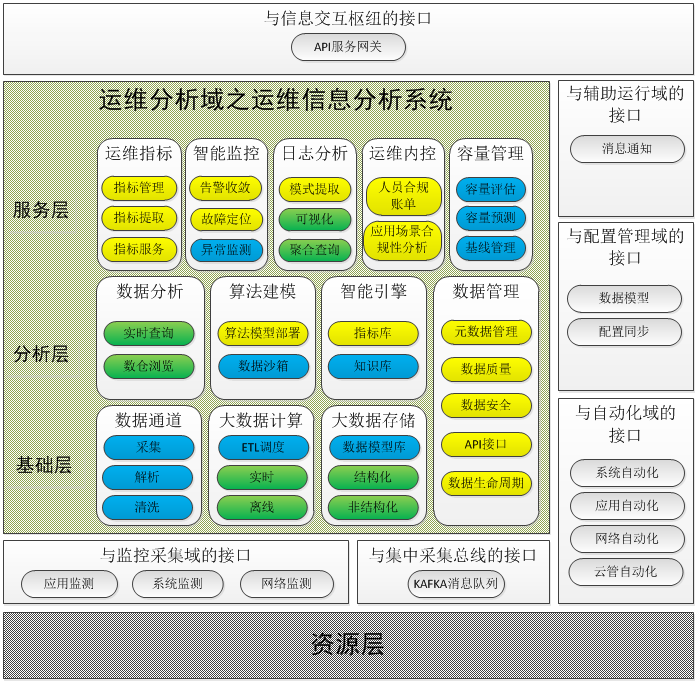 与信息交互枢纽的接口
API服务网关
运维分析域之运维信息分析系统
服务层
运维指标
指标管理
指标提取
指标服务
智能监控
告警收敛
故障定位
异常监测
日志分析
模式提取
可视化
聚合查询
运维内控
人员合规
账单
应用场景合
规性分析
容量管理
容量评估
容量预测
基线管理
分析层
数据分析
实时查询
数仓浏览
算法建模
算法模型部署
数据沙箱
智能引擎
指标库
知识库
数据管理
元数据管理
数据质量
数据安全
API接口
数据生命周期
基础层
数据通道
采集
解析
清洗
大数据计算
ETL调度
实时
离线
大数据存储
数据模型库
结构化
非结构化
与辅助运行域的
接口
消息通知
与配置管理域的
接口
数据模型
配置同步
与自动化域的
接口
系统自动化
应用自动化
网络自动化
云管自动化
与监控采集域的接口
应用监测
系统监测
网络监测
与集中采集总线的接口
KAFKA消息队列
资源层